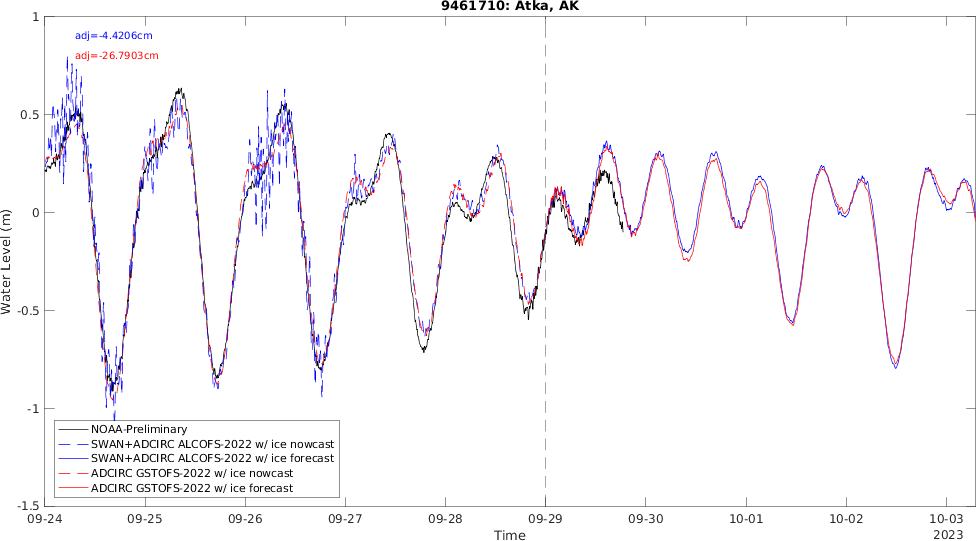 9461710: Atka, AK
adj=-4.4206cm
adj=-26.7903cm
1
0.5
0
-0.5
-1
-1.5
Water Level (m)
NOAA-Preliminary
SWAN+ADCIRC ALCOFS-2022 w/ ice nowcast
SWAN+ADCIRC ALCOFS-2022 w/ ice forecast
ADCIRC GSTOFS-2022 w/ ice nowcast
ADCIRC GSTOFS-2022 w/ ice forecast
09-24 09-25 09-26 09-27 09-28 09-29 09-30 10-01 10-02 10-03
2023
Time